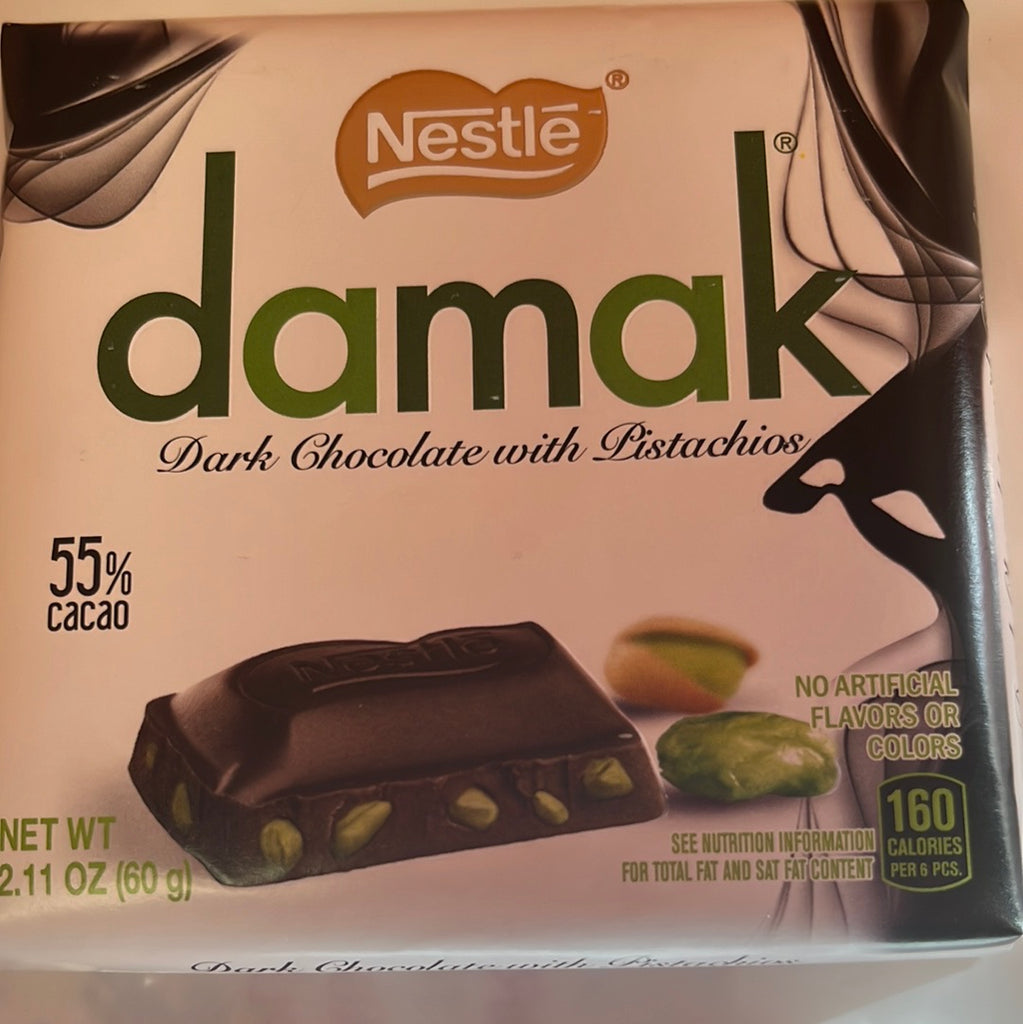 Nestlé®
damak®
Dark Chocolate with Pistachios
55%
cacao
Nestlé
NO ARTIFICIAL
FLAVORS OR
COLORS
NET WT
2.11 OZ (60 g)
SEE NUTRITION INFORMATION
FOR TOTAL FAT AND SAT FAT CONTENT
160
CALORIES
PER 6 PCS.
Dark Chocolate with Pistachios